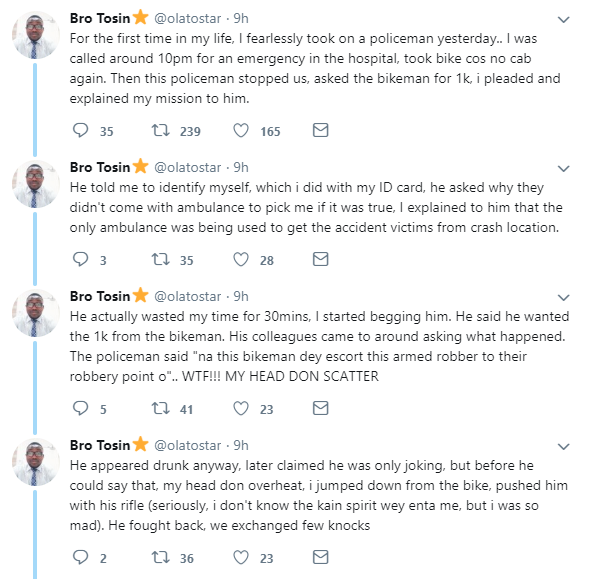 Bro Tosin⭐ @olatostar · 9h
For the first time in my life, I fearlessly took on a policeman yesterday.. I was
called around 10pm for an emergency in the hospital, took bike cos no cab
again. Then this policeman stopped us, asked the bikeman for 1k, i pleaded and
explained my mission to him.
35 239 165
Bro Tosin⭐ @olatostar · 9h
He told me to identify myself, which i did with my ID card, he asked why they
didn't come with ambulance to pick me if it was true, I explained to him that the
only ambulance was being used to get the accident victims from crash location.
3 35 28
Bro Tosin⭐ @olatostar · 9h
He actually wasted my time for 30mins, I started begging him. He said he wanted
the 1k from the bikeman. His colleagues came to around asking what happened.
The policeman said "na this bikeman dey escort this armed robber to their
robbery point o".. WTF!!! MY HEAD DON SCATTER
5 41 23
Bro Tosin⭐ @olatostar · 9h
He appeared drunk anyway, later claimed he was only joking, but before he
could say that, my head don overheat, i jumped down from the bike, pushed him
with his rifle (seriously, i don't know the kain spirit wey enta me, but i was so
mad). He fought back, we exchanged few knocks
2 36 23